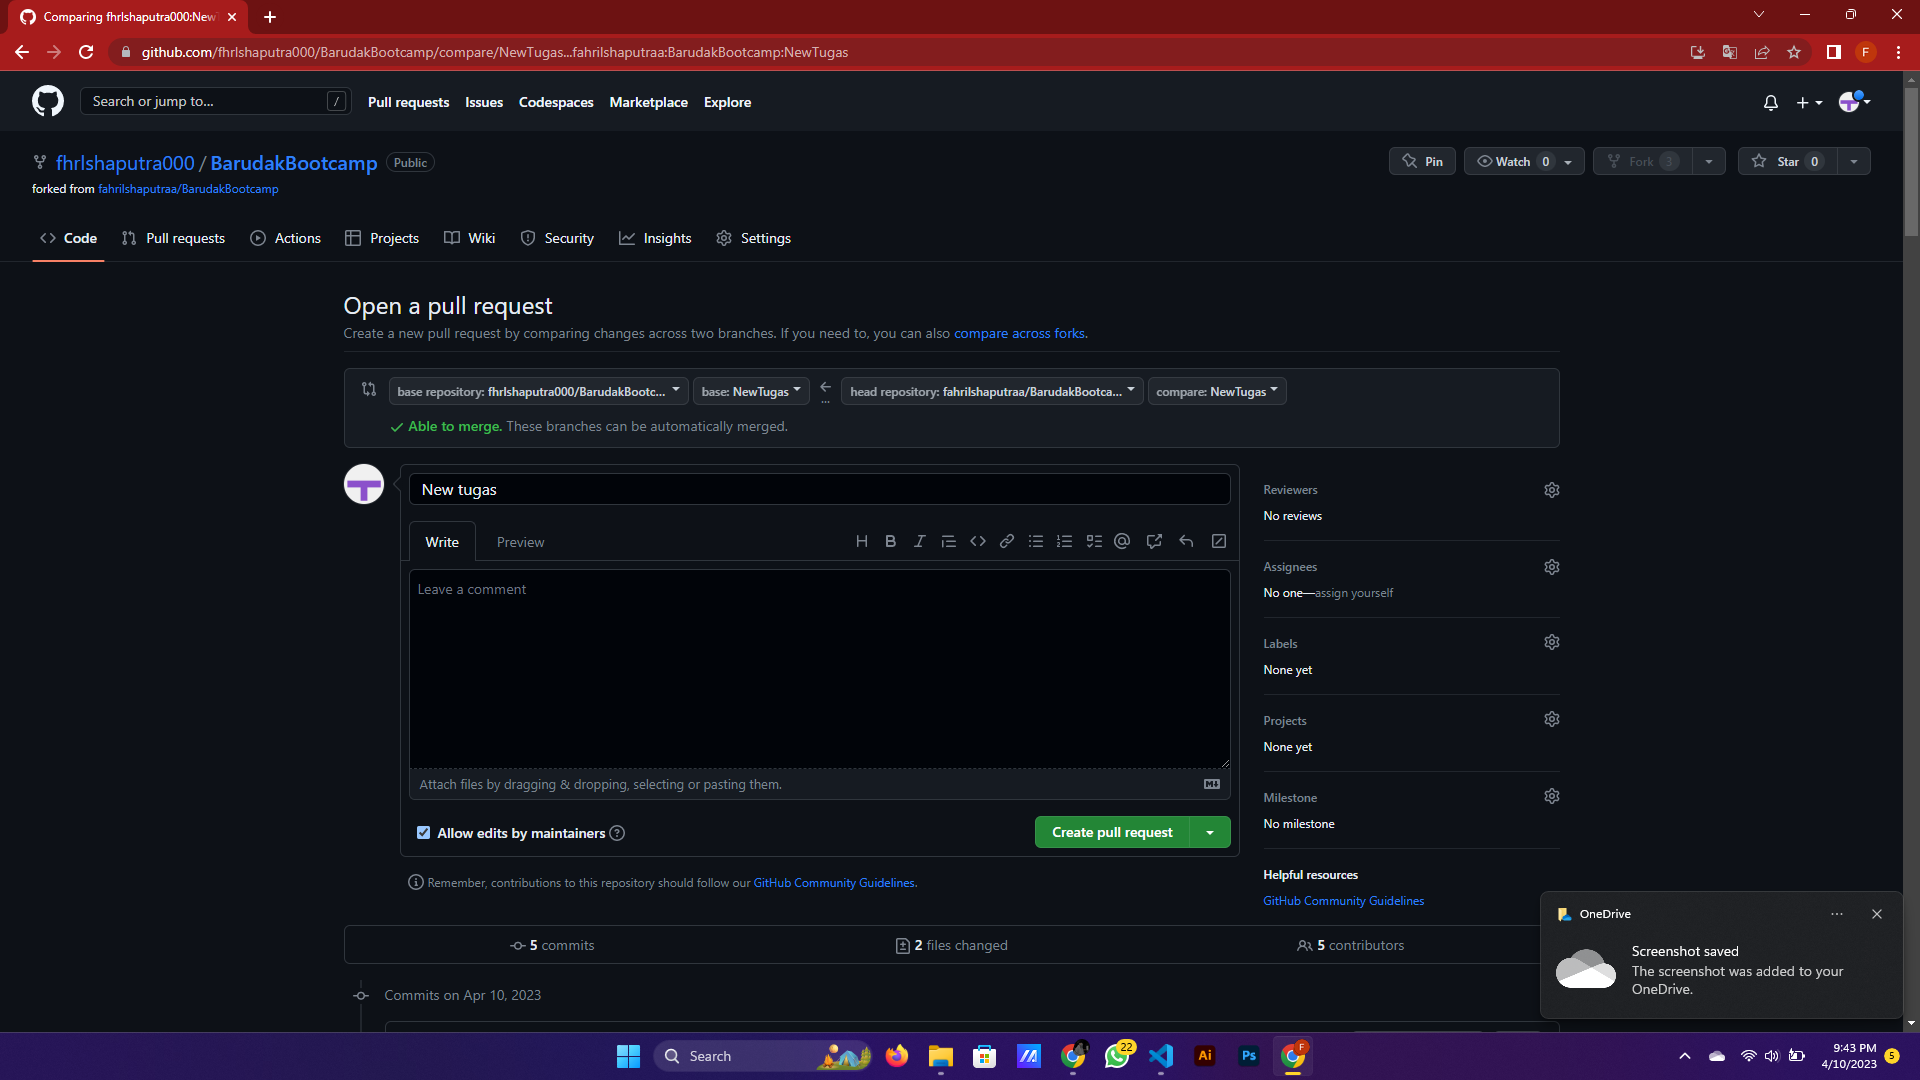 Comparing fhrlshaputra000:New
github.com/fhrlshaputra000/BarudakBootcamp/compare/NewTugas...fahrilshaputraa:BarudakBootcamp:NewTugas
F
Search or jump to...
/
Pull requests
Issues
Codespaces
Marketplace
Explore
fhrlshaputra000 / BarudakBootcamp
Public
Pin
Watch 0
Fork 3
Star 0
forked from fahrilshaputraa/BarudakBootcamp
Code
Pull requests
Actions
Projects
Wiki
Security
Insights
Settings
Open a pull request
Create a new pull request by comparing changes across two branches. If you need to, you can also compare across forks.
base repository: fhrlshaputra000/BarudakBootc...
base: NewTugas
...
head repository: fahrilshaputraa/BarudakBootca...
compare: NewTugas
Able to merge. These branches can be automatically merged.
New tugas
Write
Preview
Leave a comment
Attach files by dragging & dropping, selecting or pasting them.
Allow edits by maintainers
Create pull request
Remember, contributions to this repository should follow our GitHub Community Guidelines.
Reviewers
No reviews
Assignees
No one—assign yourself
Labels
None yet
Projects
None yet
Milestone
No milestone
Helpful resources
GitHub Community Guidelines
5 commits
2 files changed
5 contributors
Commits on Apr 10, 2023
OneDrive
Screenshot saved
The screenshot was added to your
OneDrive.
Search
22
Ai
Ps
F
9:43 PM
4/10/2023
5